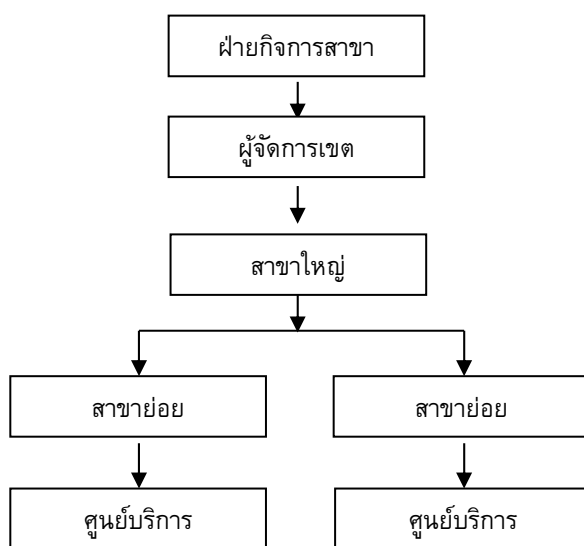 ฝ่ายกิจการสาขา
ผู้จัดการเขต
สาขาใหญ่
สาขาย่อย
สาขาย่อย
ศูนย์บริการ
ศูนย์บริการ